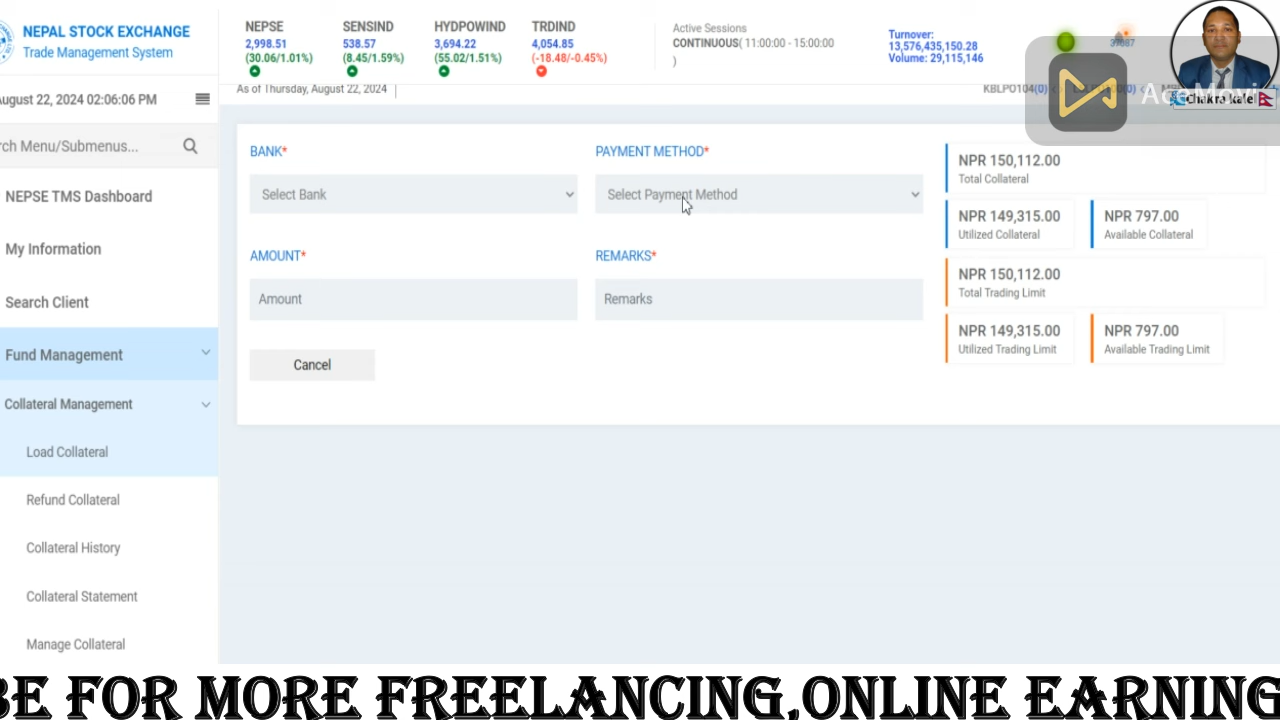 NEPAL STOCK EXCHANGE
Trade Management System
NEPSE
2,998.51
(30.06/1.01%)
SENSIND
538.57
(8.45/1.59%)
HYDPOWIND
3,694.22
(55.02/1.51%)
TRDIND
4,054.85
(-18.48/-0.45%)
Active Sessions
CONTINUOUS( 11:00:00 - 15:00:00
)
Turnover:
13,576,435,150.28
Volume: 29,115,146
ugust 22, 2024 02:06:06 PM
As of Thursday, August 22, 2024
KBLPO104(0)
Chakra Katel
rch Menu/Submenus...
NEPSE TMS Dashboard
My Information
Search Client
Fund Management
Collateral Management
Load Collateral
Refund Collateral
Collateral History
Collateral Statement
Manage Collateral
BANK*
Select Bank
PAYMENT METHOD*
Select Payment Method
AMOUNT*
Amount
REMARKS*
Remarks
Cancel
NPR 150,112.00
Total Collateral
NPR 149,315.00
Utilized Collateral
NPR 797.00
Available Collateral
NPR 150,112.00
Total Trading Limit
NPR 149,315.00
Utilized Trading Limit
NPR 797.00
Available Trading Limit
BE FOR MORE FREELANCING,ONLINE EARNING